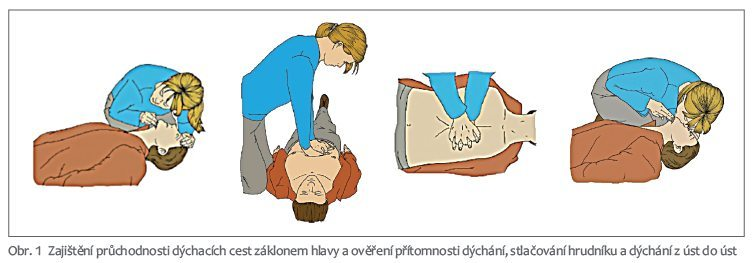 Obr. 1 Zajištění průchodnosti dýchacích cest záklonem hlavy a ověření přítomnosti dýchání, stlačování hrudníku a dýchání z úst do úst